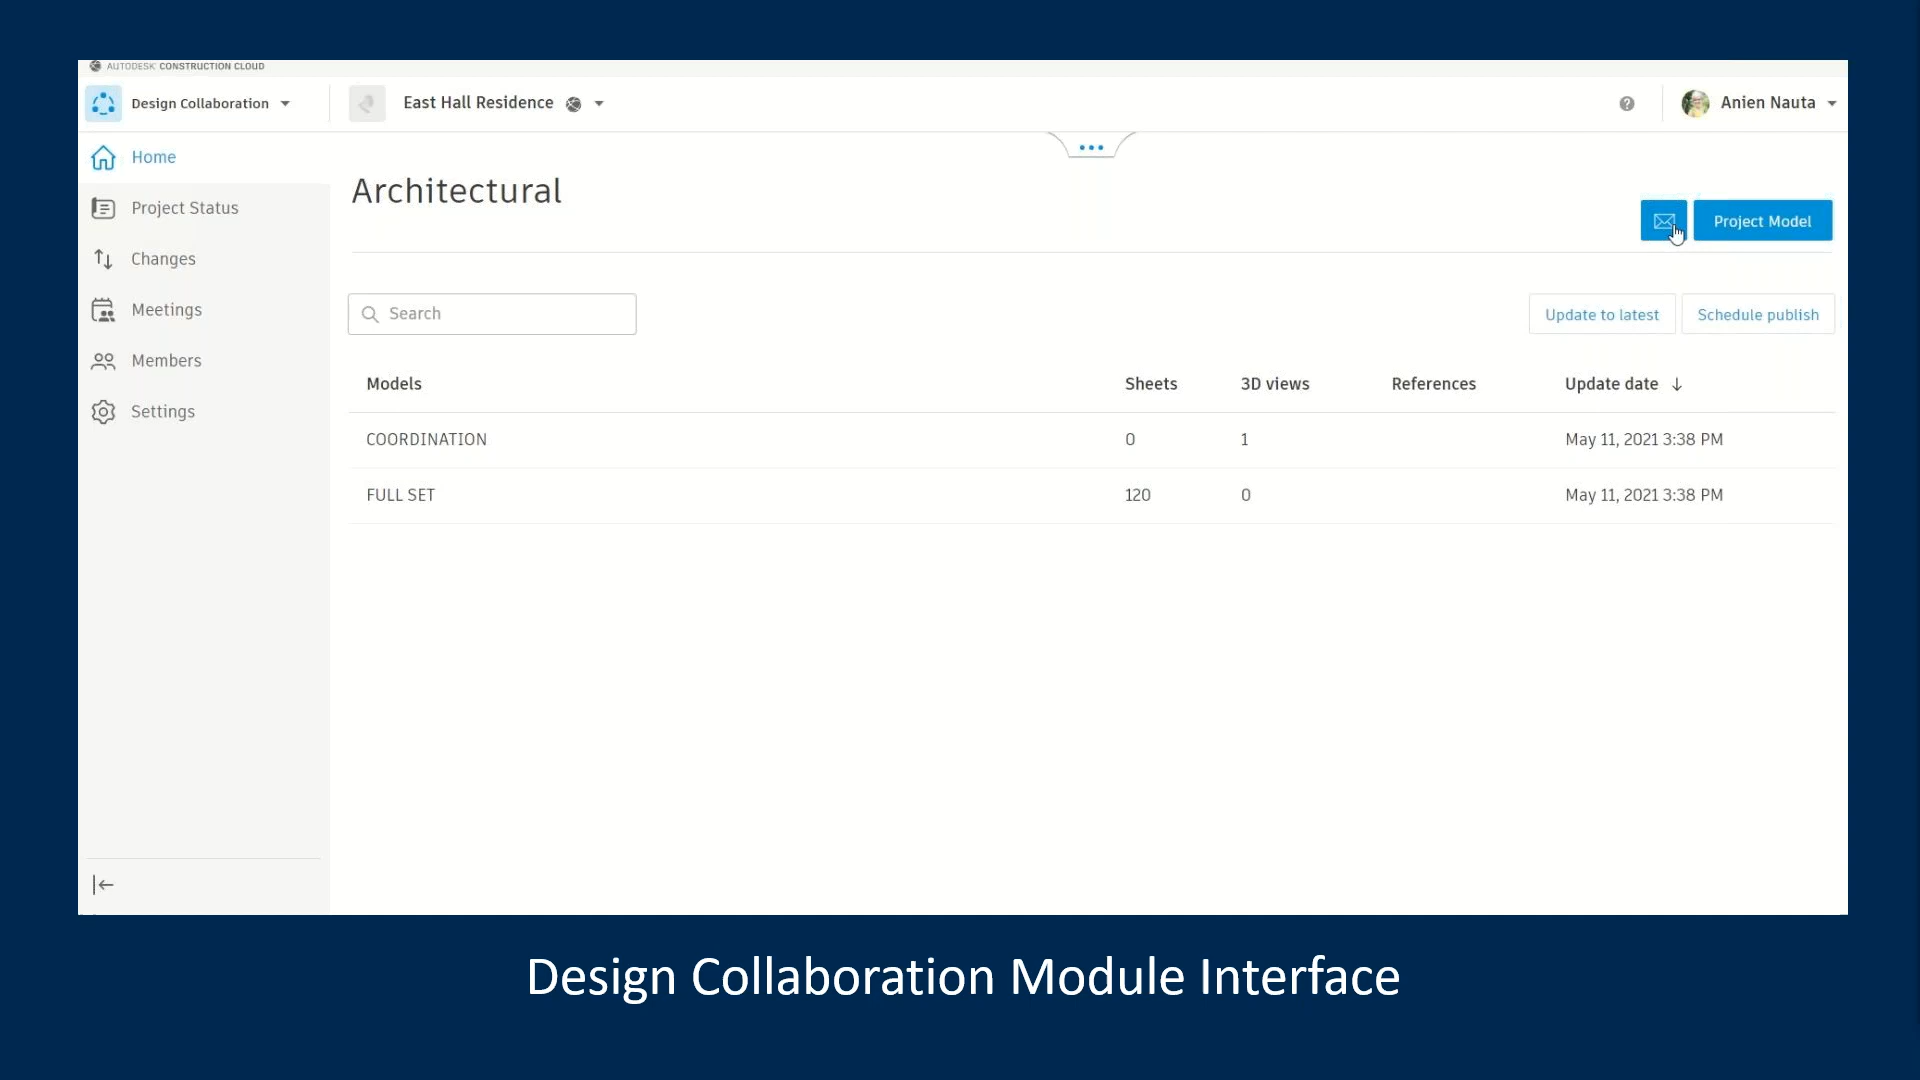 AUTODESK CONSTRUCTION CLOUD
Design Collaboration
East Hall Residence
Anien Nauta
Home
Project Status
Changes
Meetings
Members
Settings
Architectural
Project Model
Search
Update to latest
Schedule publish
Models Sheets 3D views References Update date
COORDINATION 0 1 May 11, 2021 3:38 PM
FULL SET 120 0 May 11, 2021 3:38 PM
Design Collaboration Module Interface